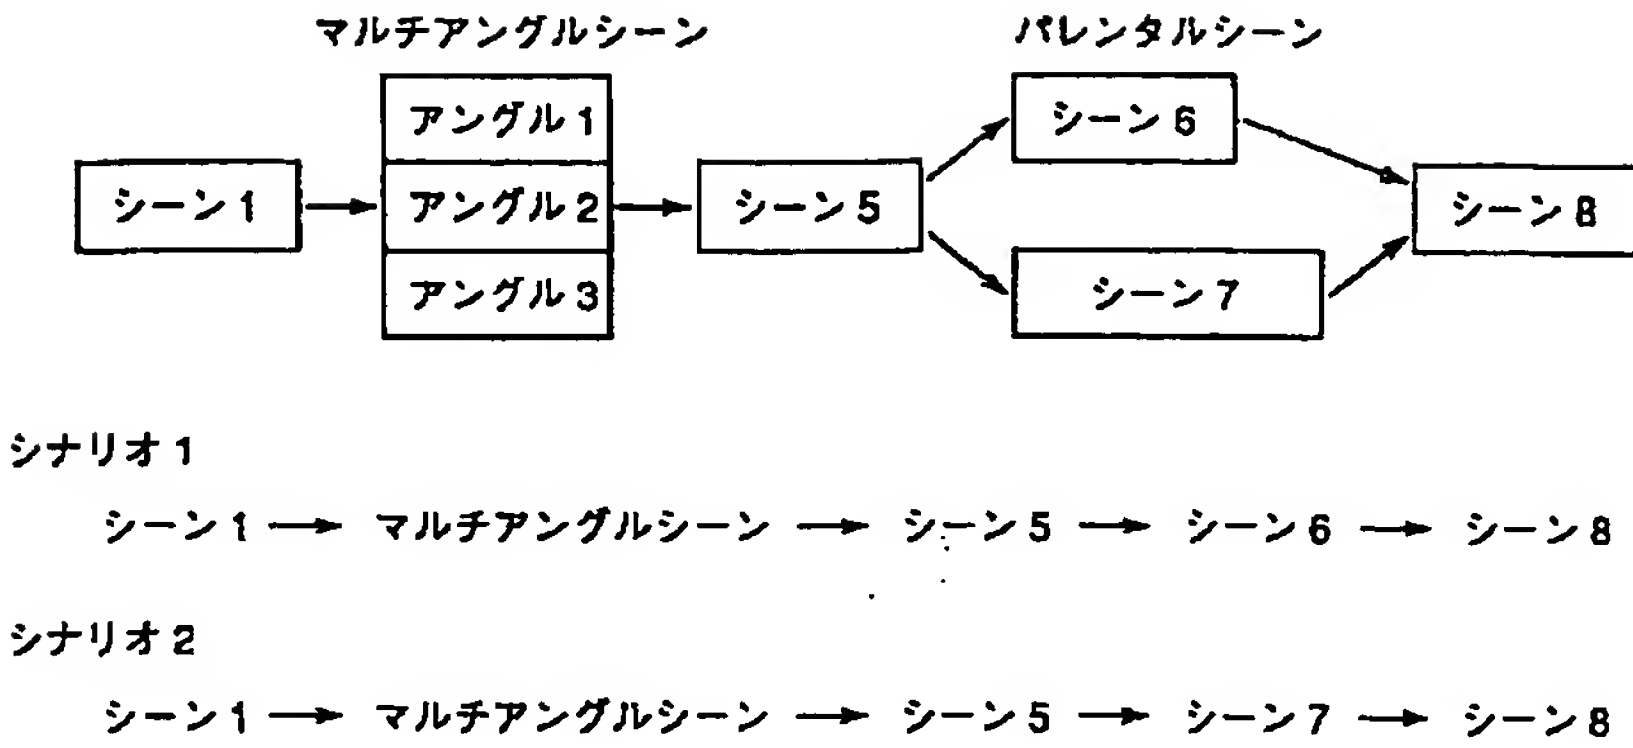 マルチアングルシーン パレンタルシーン
アングル1 シーン6
シーン1 アングル2 シーン5 シーン8
アングル3 シーン7
シナリオ1
シーン1 → マルチアングルシーン → シーン5 → シーン6 → シーン8
シナリオ2
シーン1 → マルチアングルシーン → シーン5 → シーン7 → シーン8